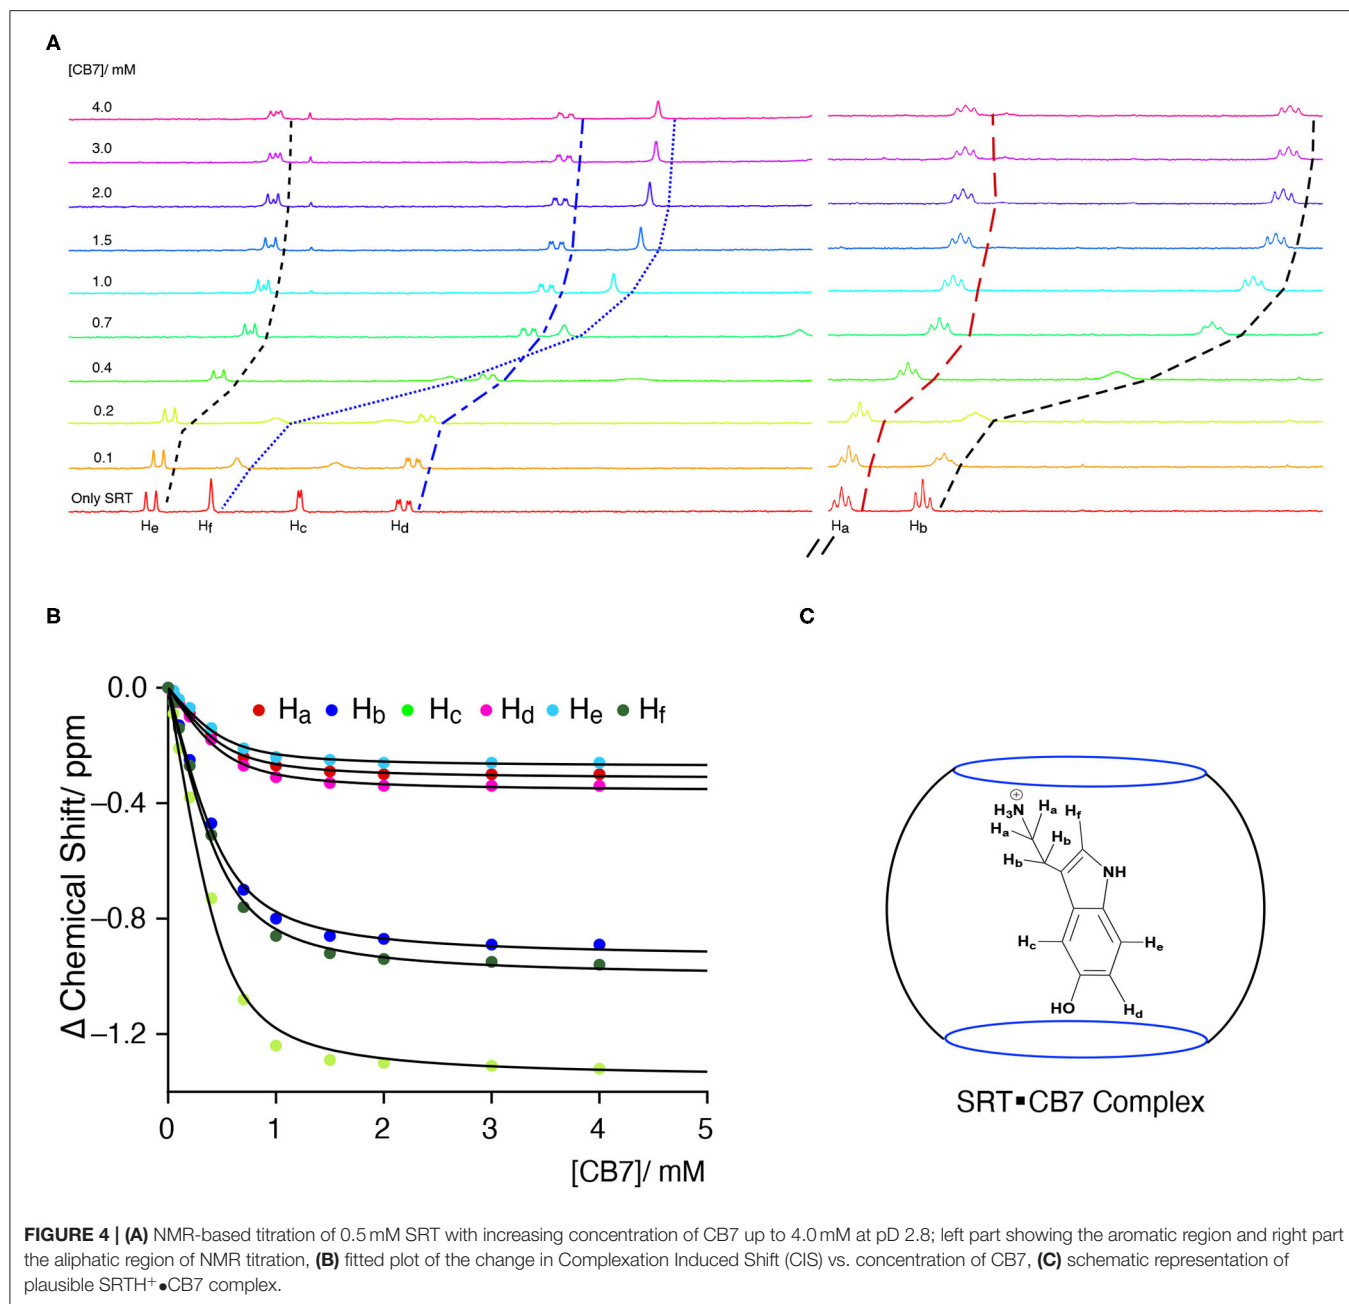 A
[CB7]/ mM
4.0
3.0
2.0
1.5
1.0
0.7
0.4
0.2
0.1
Only SRT
He Hf Hc Hd Ha Hb
B
C
0.0
−0.4
−0.8
−1.2
Δ Chemical Shift/ ppm
Ha Hb Hc Hd He Hf
0 1 2 3 4 5
[CB7]/ mM
⊕
H3N Ha Hf
Ha Hb
Hb NH
Hc He
HO Hd
SRT▪CB7 Complex
FIGURE 4 | (A) NMR-based titration of 0.5 mM SRT with increasing concentration of CB7 up to 4.0 mM at pD 2.8; left part showing the aromatic region and right part
the aliphatic region of NMR titration, (B) fitted plot of the change in Complexation Induced Shift (CIS) vs. concentration of CB7, (C) schematic representation of
plausible SRTH+●CB7 complex.